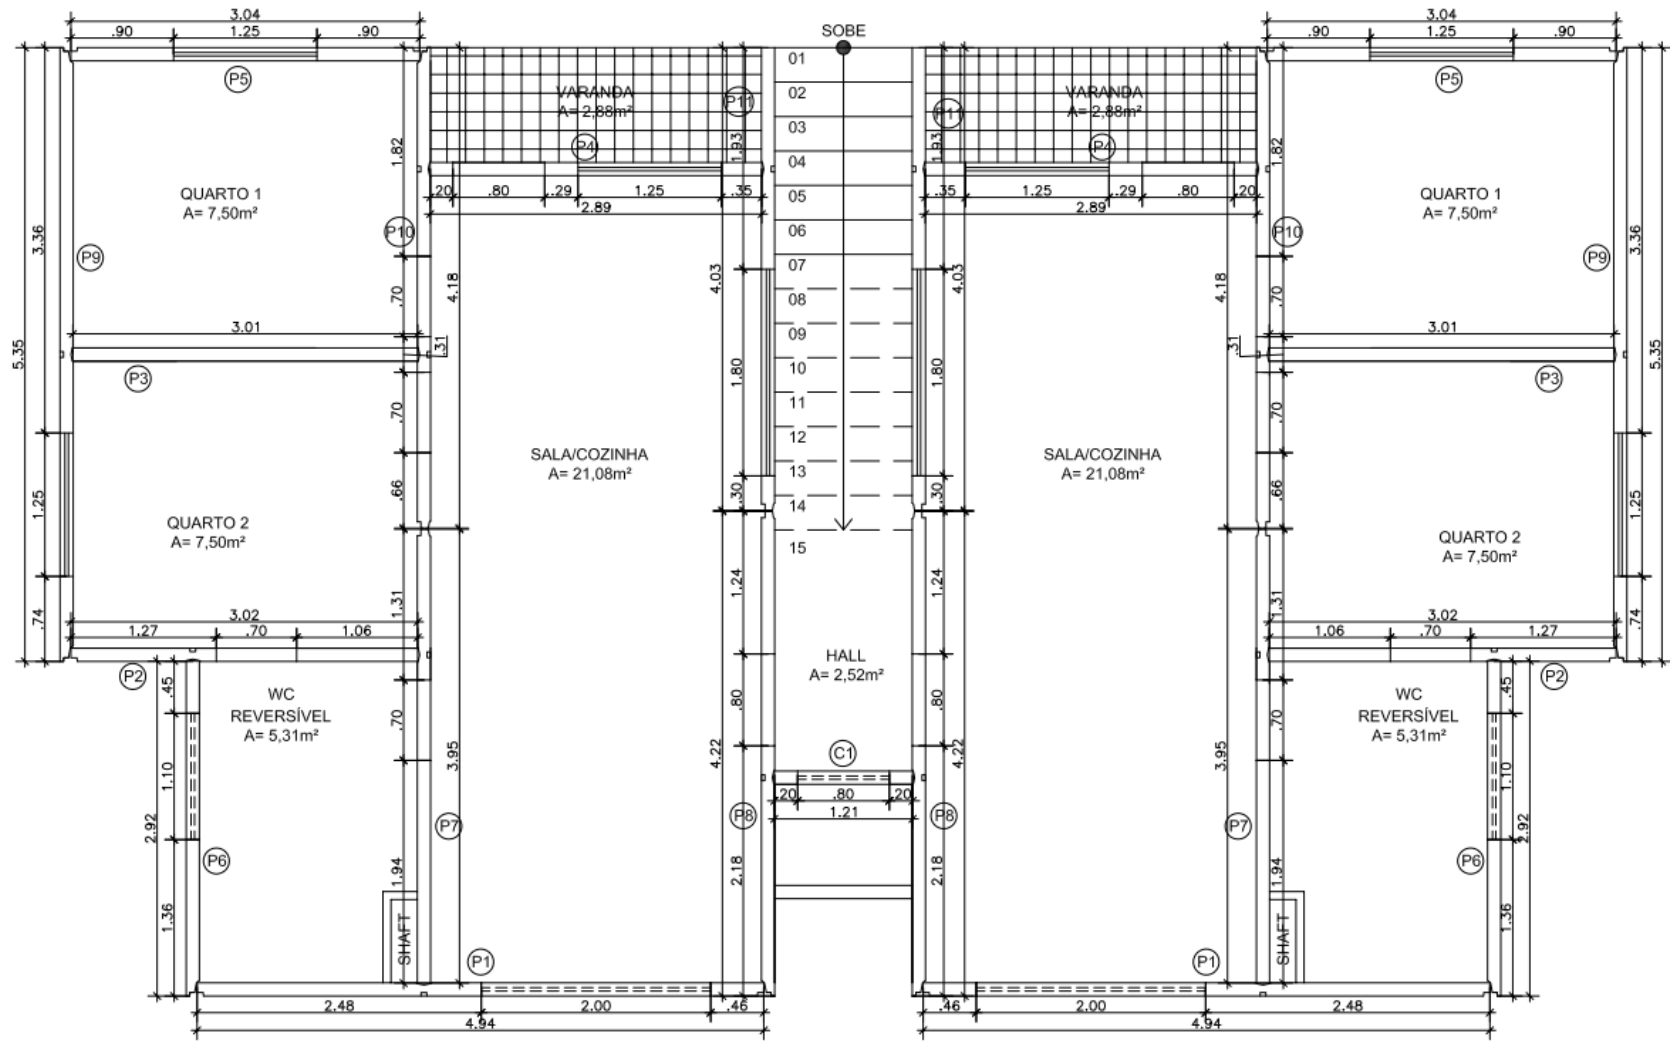 3.04
SOBE
3.04
.90
1.25
.90
.90
1.25
.90
P5
01
P5
VARANDA
A= 2,88m²
P11
02
P11
VARANDA
A= 2,88m²
03
1.82
P4
1.93
04
1.93
P4
1.82
.20
.80
.29
1.25
.35
.35
1.25
.29
.80
.20
2.89
2.89
QUARTO 1
A= 7,50m²
05
QUARTO 1
A= 7,50m²
3.36
P10
06
P10
3.36
P9
P9
07
.70
4.18
4.03
4.03
4.18
.70
08
3.01
09
3.01
5.35
.31
.31
5.35
P3
1.80
10
1.80
P3
.70
11
.70
12
SALA/COZINHA
A= 21,08m²
SALA/COZINHA
A= 21,08m²
13
1.25
.66
.30
14
.30
.66
1.25
QUARTO 2
A= 7,50m²
15
QUARTO 2
A= 7,50m²
1.24
1.24
.74
3.02
1.31
1.31
3.02
.74
1.27
.70
1.06
1.06
.70
1.27
HALL
A= 2,52m²
P2
P2
.45
WC
REVERSÍVEL
A= 5,31m²
.70
.80
.80
.70
WC
REVERSÍVEL
A= 5,31m²
.45
3.95
4.22
C1
4.22
3.95
1.10
1.10
.20
.80
.20
2.92
P7
P8
1.21
P8
P7
2.92
P6
1.94
2.18
2.18
1.94
P6
1.36
SHAFT
SHAFT
1.36
P1
P1
2.48
2.00
.46
.46
2.00
2.48
4.94
4.94